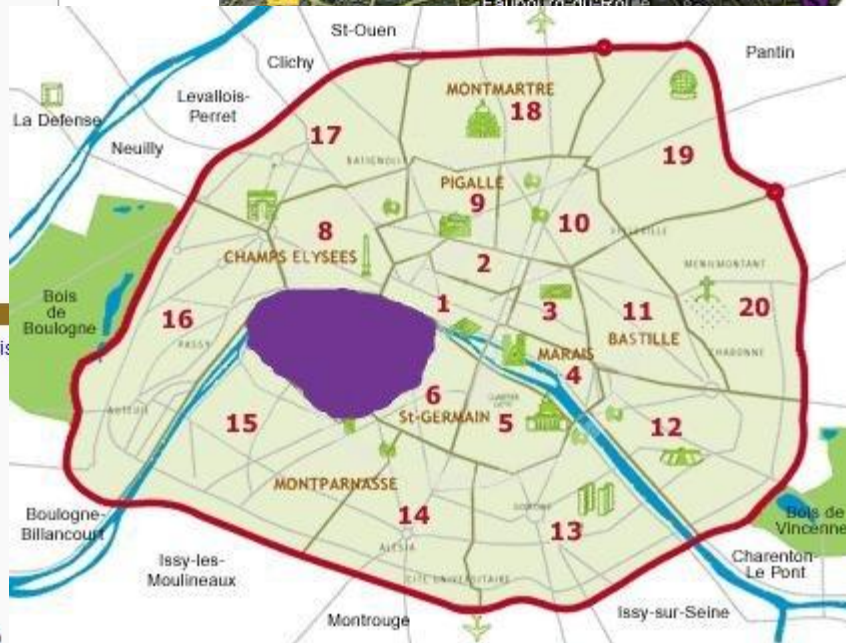 St-Ouen
Pantin
Clichy
MONTMARTRE
Levallois-
Perret
18
La Defense
17
Neuilly
19
BATIGNOLLES
PIGALLE
9
8
10
BELLEVILLE
CHAMPS ELYSEES
2
MENILMONTANT
Bois
de
Boulogne
16
1
3
11
20
BASTILLE
PASSY
MARAIS
CHARONNE
4
6
AUTEUIL
St-GERMAIN
15
5
12
MONTPARNASSE
14
13
Boulogne-
Billancourt
Bois de
Vincenne
ALESIA
Issy-les-
Moulineaux
Charenton-
Le Pont
CITE UNIVERSITAIRE
Montrouge
Issy-sur-Seine